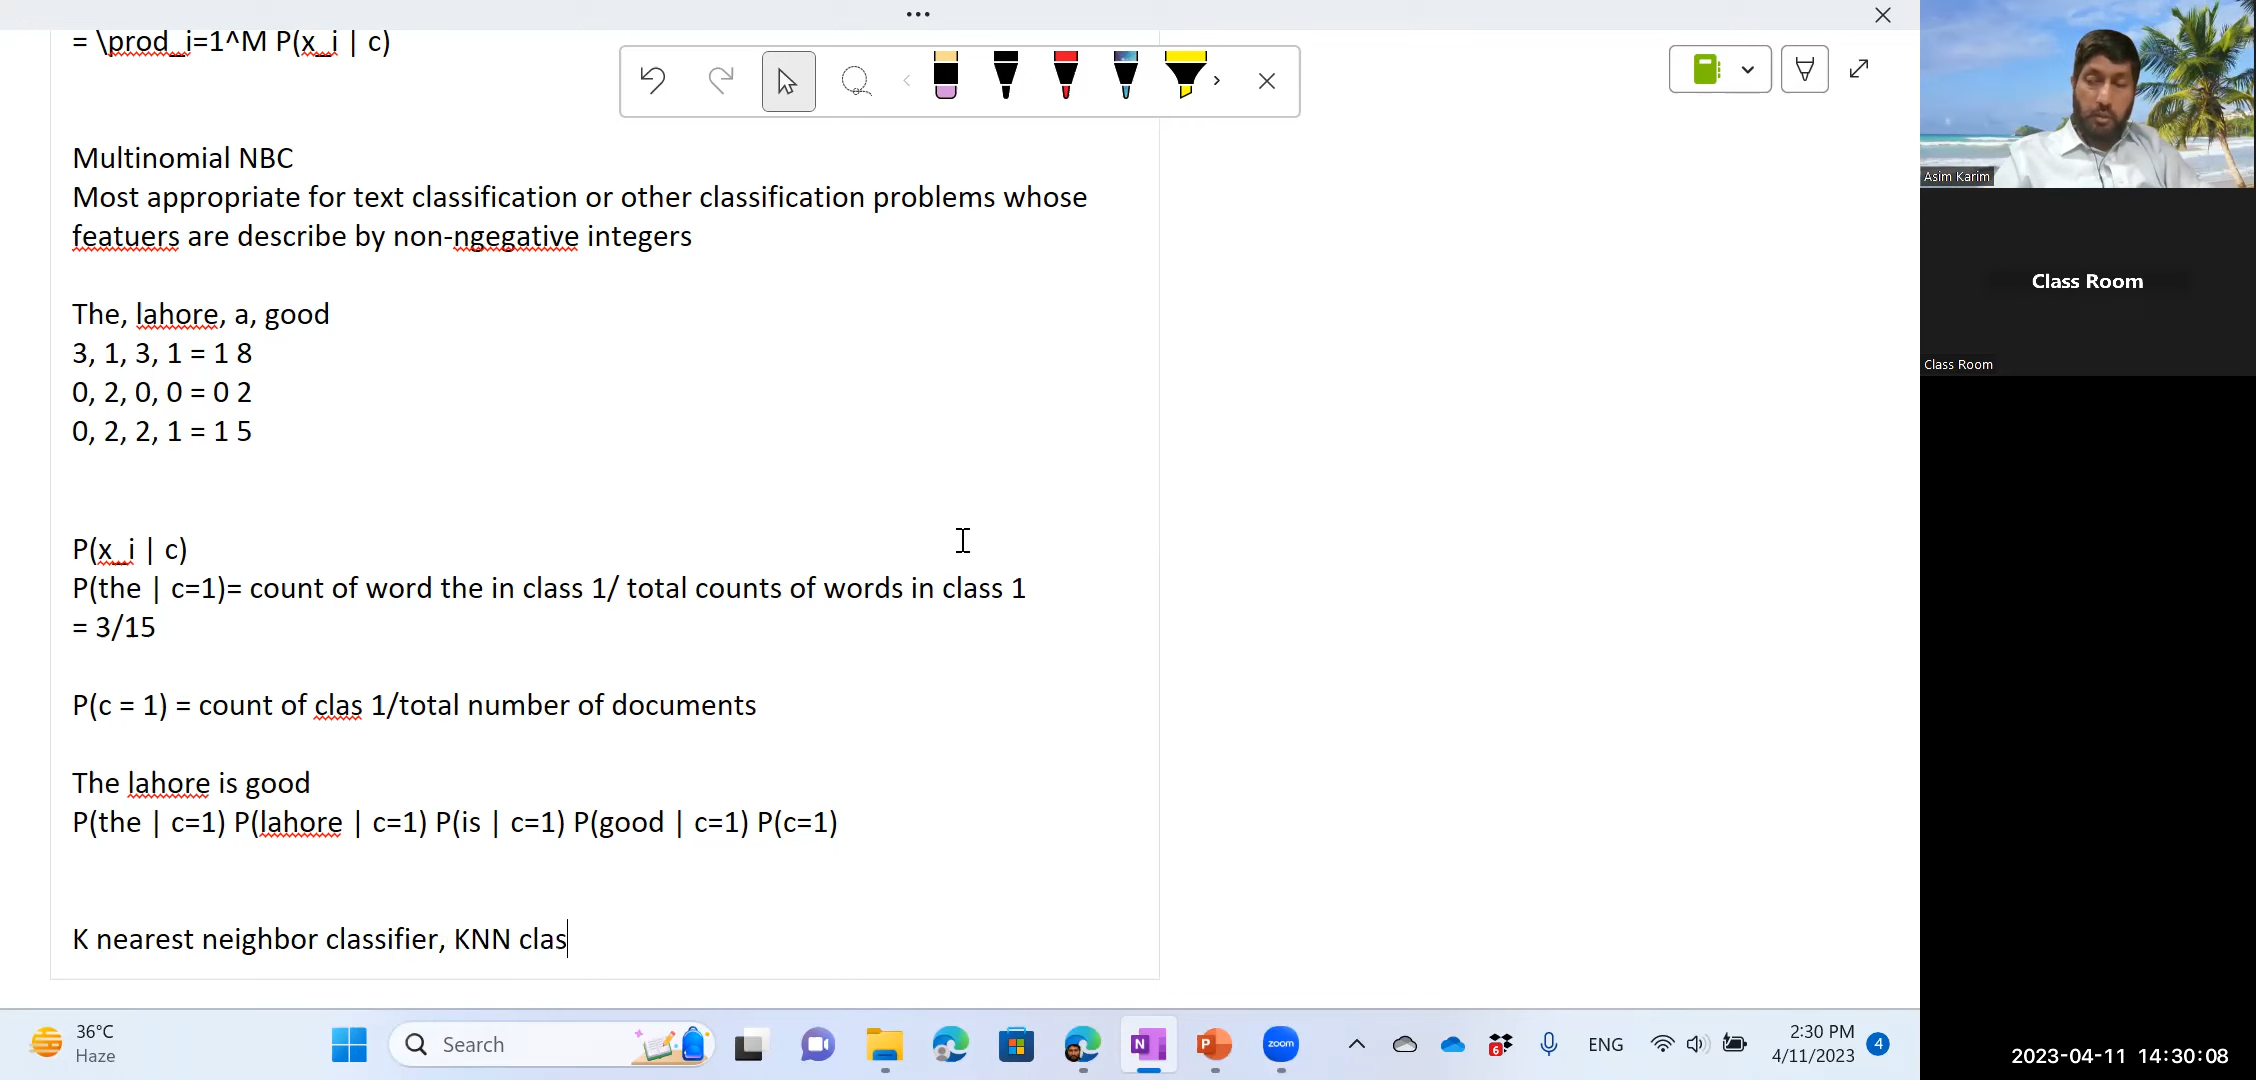 = \prod_i=1^M P(x_i | c)
Multinomial NBC
Most appropriate for text classification or other classification problems whose
featuers are describe by non-ngegative integers
The, lahore, a, good
3, 1, 3, 1 = 1 8
0, 2, 0, 0 = 0 2
0, 2, 2, 1 = 1 5
P(x_i | c)
P(the | c=1)= count of word the in class 1/ total counts of words in class 1
= 3/15
P(c = 1) = count of clas 1/total number of documents
The lahore is good
P(the | c=1) P(lahore | c=1) P(is | c=1) P(good | c=1) P(c=1)
K nearest neighbor classifier, KNN clas
Asim Karim
Class Room
Class Room
36°C
Haze
Search
N
P
zoom
6
ENG
2:30 PM
4/11/2023
4
2023-04-11 14:30:08